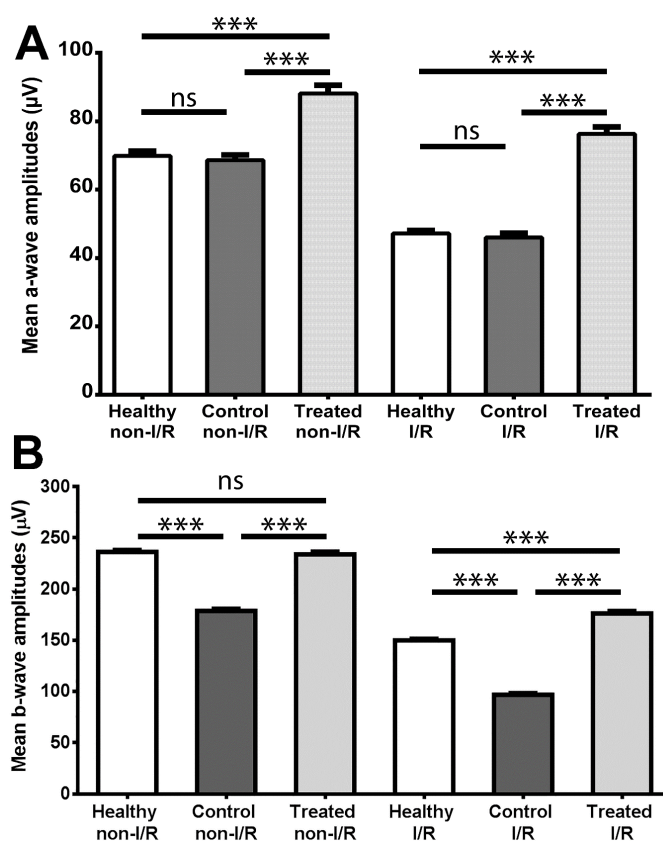 A
Mean a-wave amplitudes (µV)
100
80
60
40
20
0
***
***
ns
***
***
ns
Healthy
non-I/R
Control
non-I/R
Treated
non-I/R
Healthy
I/R
Control
I/R
Treated
I/R
B
Mean b-wave amplitudes (µV)
300
250
200
150
100
50
0
ns
***
***
***
***
***
Healthy
non-I/R
Control
non-I/R
Treated
non-I/R
Healthy
I/R
Control
I/R
Treated
I/R